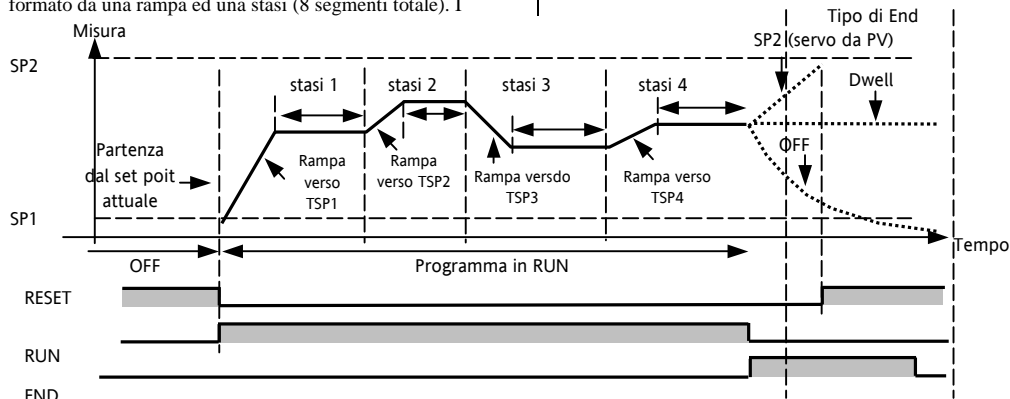 formato da una rampa ed una stasi (8 segmenti totale). I
Tipo di End
Misura
SP2 (servo da PV)
SP2
stasi 1
stasi 2
stasi 3
stasi 4
Dwell
OFF
Partenza
dal set poit
attuale
Rampa
verso
TSP1
Rampa
verso TSP2
Rampa versdo
TSP3
Rampa verso
TSP4
SP1
Tempo
OFF
Programma in RUN
RESET
RUN
END